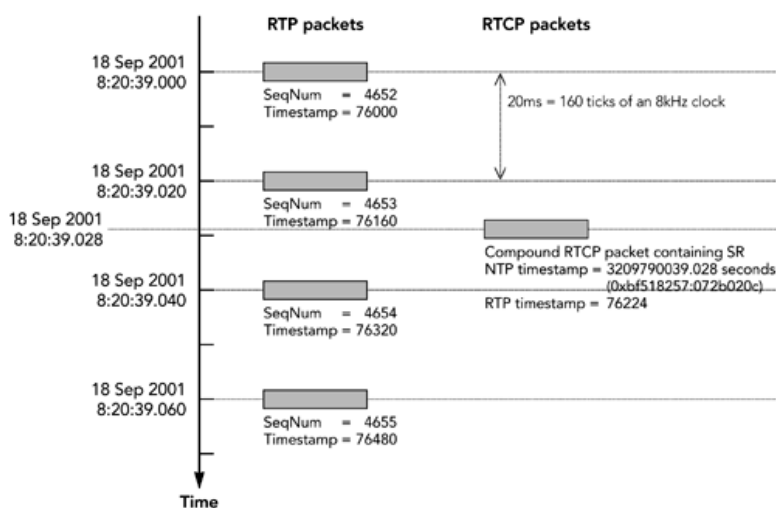 RTP packets
RTCP packets
18 Sep 2001
8:20:39.000
SeqNum = 4652
Timestamp = 76000
20ms = 160 ticks of an 8kHz clock
18 Sep 2001
8:20:39.020
SeqNum = 4653
Timestamp = 76160
18 Sep 2001
8:20:39.028
Compound RTCP packet containing SR
NTP timestamp = 3209790039.028 seconds
(0xbf518257:072b020c)
RTP timestamp = 76224
18 Sep 2001
8:20:39.040
SeqNum = 4654
Timestamp = 76320
18 Sep 2001
8:20:39.060
SeqNum = 4655
Timestamp = 76480
Time